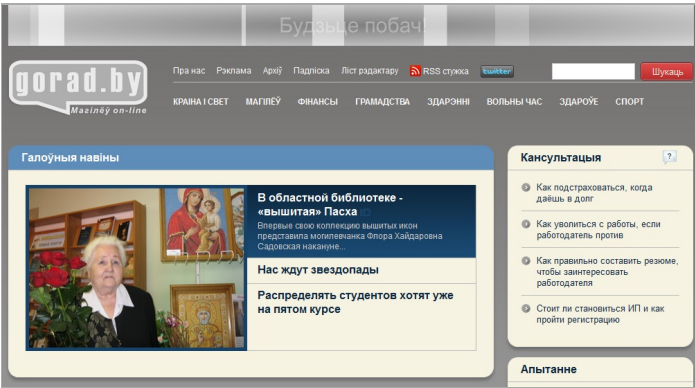 Будзьце побач!
gorad.by
Магілёў on-line
Пра нас Рэклама Архіў Падпіска Ліст рэдактару RSS стужка twitter Шукаць
КРАІНА І СВЕТ МАГІЛЁЎ ФІНАНСЫ ГРАМАДСТВА ЗДАРЭННІ ВОЛЬНЫ ЧАС ЗДАРОЎЕ СПОРТ
Галоўныя навіны
В областной библиотеке -
«вышитая» Пасха
Впервые свою коллекцию вышитых икон
представила могилевчанка Флора Хайдаровна
Садовская накануне...
Нас ждут звездопады
Распределять студентов хотят уже
на пятом курсе
Кансультацыя ?
Как подстраховаться, когда
даёшь в долг
Как уволиться с работы, если
работодатель против
Как правильно составить резюме,
чтобы заинтересовать
работодателя
Стоит ли становиться ИП и как
пройти регистрацию
Апытанне